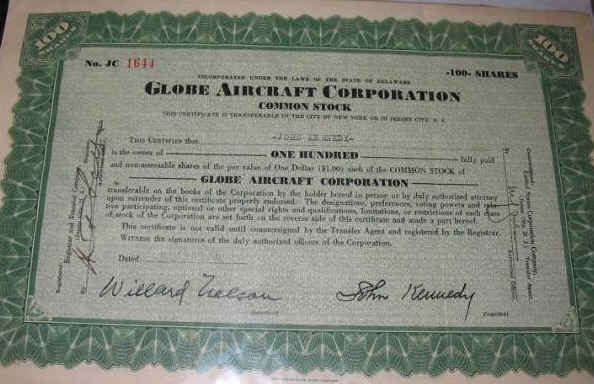 100
100
No. JC 1644
-100- SHARES
INCORPORATED UNDER THE LAWS OF THE STATE OF DELAWARE
GLOBE AIRCRAFT CORPORATION
COMMON STOCK
THIS CERTIFICATE IS TRANSFERABLE IN THE CITY OF NEW YORK OR IN JERSEY CITY, N. J.
THIS CERTIFIES that -JOHN KENNEDY-
is the owner of ONE HUNDRED fully paid
and nonassessable shares of the par value of One Dollar ($1.00) each of the COMMON STOCK of
GLOBE AIRCRAFT CORPORATION
transferable on the books of the Corporation by the holder hereof in person or by duly authorized attorney
upon surrender of this certificate properly endorsed. The designations, preferences, voting powers and relative participating, optional or other special rights and qualifications, limitations, or restrictions of each class
of stock of the Corporation are set forth on the reverse side of this certificate and made a part hereof.
This certificate is not valid until countersigned by the Transfer Agent and registered by the Registrar.
WITNESS the signatures of the duly authorized officers of the Corporation.
Dated
Willard Nelson
John Kennedy
President